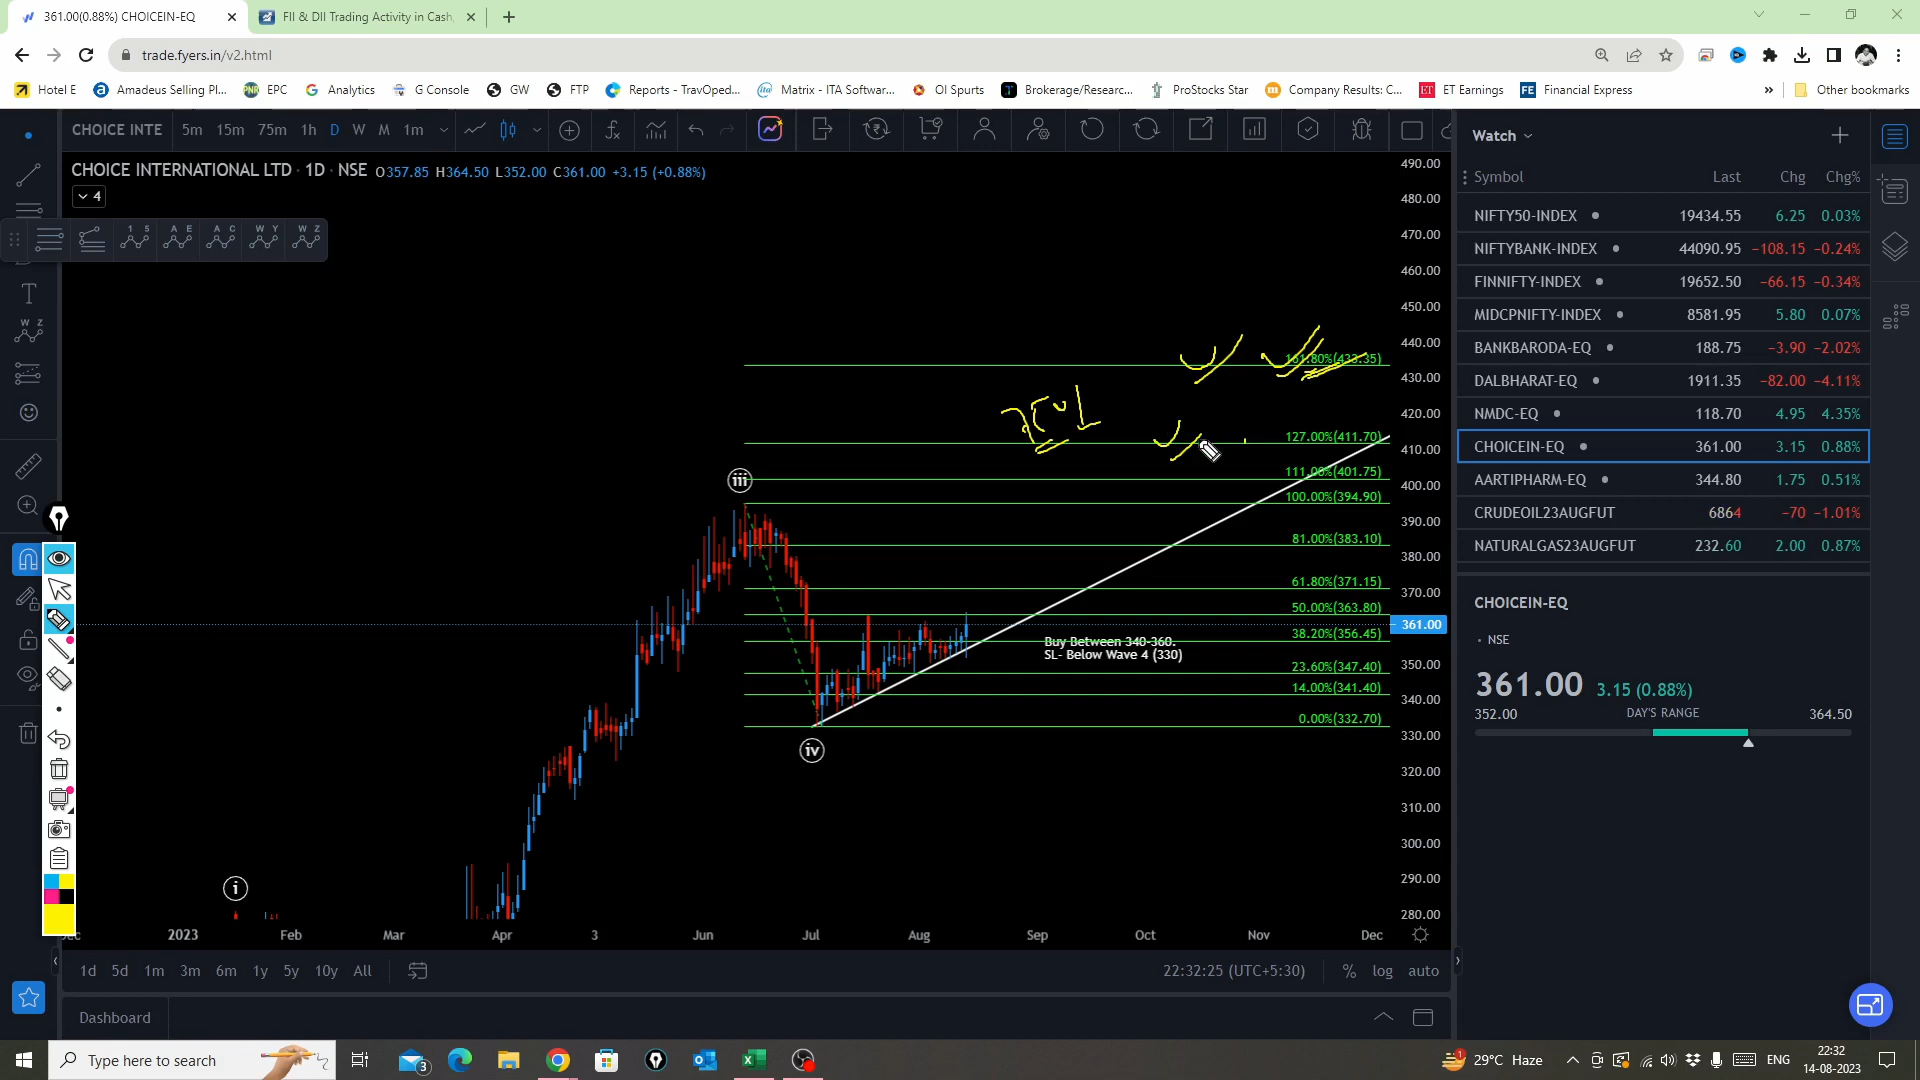 361.00(0.88%) CHOICEIN-EQ
FII & DII Trading Activity in Cash,
trade.fyers.in/v2.html
Hotel E
Amadeus Selling Pl...
EPC
Analytics
G Console
GW
FTP
Reports - TravOped...
Matrix - ITA Softwar...
OI Spurts
Brokerage/Researc...
ProStocks Star
Company Results: C...
ET Earnings
Financial Express
»
Other bookmarks
CHOICE INTE
5m 15m 75m 1h D W M 1m
CHOICE INTERNATIONAL LTD · 1D · NSE O357.85 H364.50 L352.00 C361.00 +3.15 (+0.88%)
4
1 5
A E
A C
W Y
W Z
W Z
490.00
480.00
470.00
460.00
450.00
440.00
430.00
420.00
410.00
400.00
390.00
380.00
370.00
361.00
350.00
340.00
330.00
320.00
310.00
300.00
290.00
280.00
161.80%(433.35)
127.00%(411.70)
111.00%(401.75)
100.00%(394.90)
81.00%(383.10)
61.80%(371.15)
50.00%(363.80)
38.20%(356.45)
23.60%(347.40)
14.00%(341.40)
0.00%(332.70)
iii
iv
i
Buy Between 340-360.
SL- Below Wave 4 (330)
2023 Feb Mar Apr 3 Jun Jul Aug Sep Oct Nov Dec
1d 5d 1m 3m 6m 1y 5y 10y All
22:32:25 (UTC+5:30) % log auto
Dashboard
Watch
Symbol Last Chg Chg%
NIFTY50-INDEX 19434.55 6.25 0.03%
NIFTYBANK-INDEX 44090.95 −108.15 −0.24%
FINNIFTY-INDEX 19652.50 −66.15 −0.34%
MIDCPNIFTY-INDEX 8581.95 5.80 0.07%
BANKBARODA-EQ 188.75 −3.90 −2.02%
DALBHARAT-EQ 1911.35 −82.00 −4.11%
NMDC-EQ 118.70 4.95 4.35%
CHOICEIN-EQ 361.00 3.15 0.88%
AARTIPHARM-EQ 344.80 1.75 0.51%
CRUDEOIL23AUGFUT 6864 −70 −1.01%
NATURALGAS23AUGFUT 232.60 2.00 0.87%
CHOICEIN-EQ
NSE
361.00 3.15 (0.88%)
352.00 DAY'S RANGE 364.50
Type here to search
3
1
29°C Haze
ENG
22:32
14-08-2023